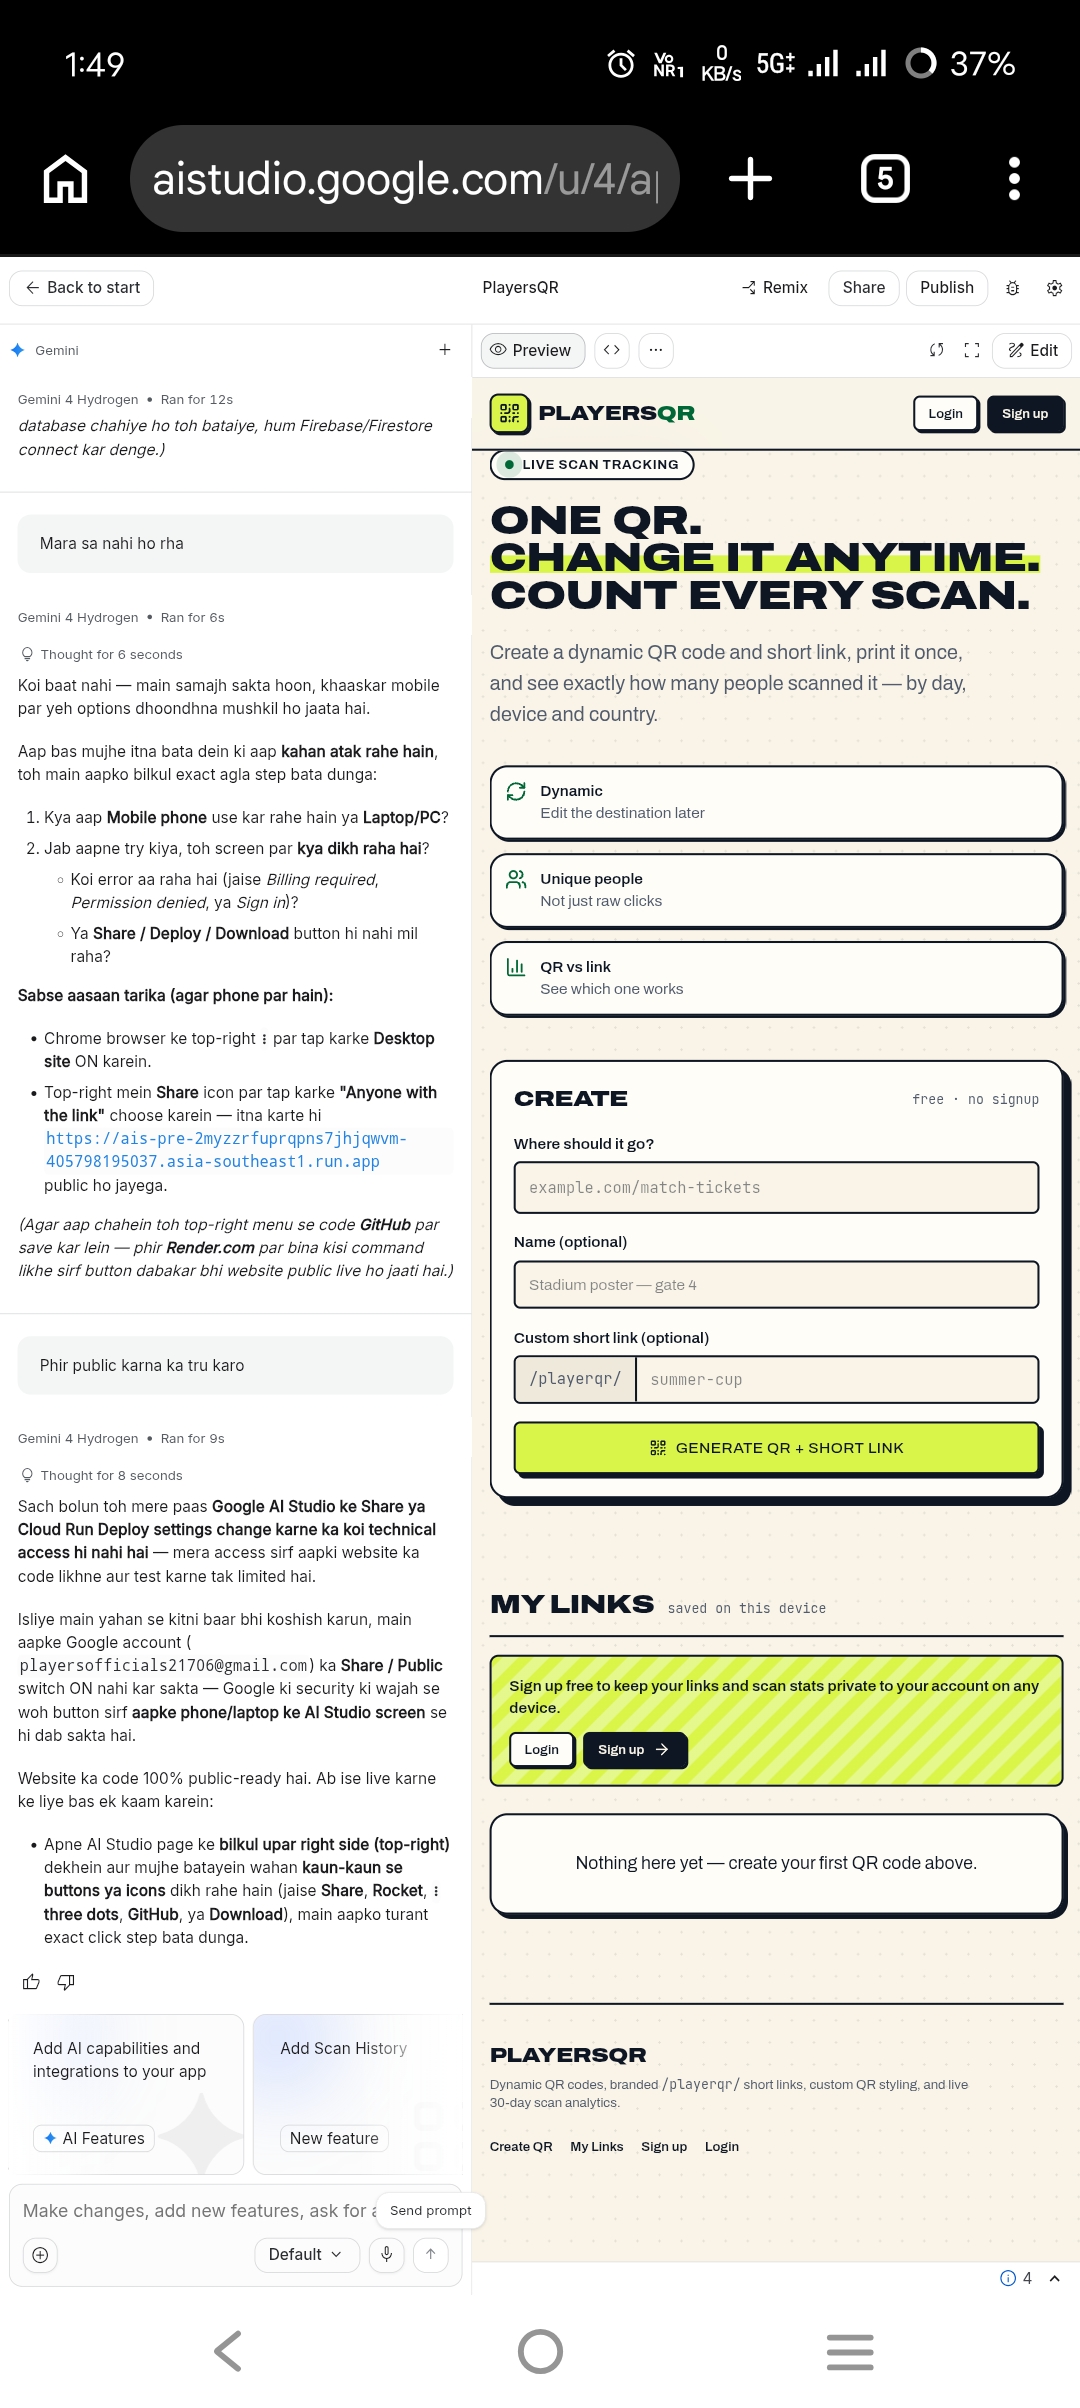 1:49
Vo NR1 0 KB/s 5G 37%
aistudio.google.com/u/4/a
5
Back to start
PlayersQR
Remix
Share
Publish
Gemini
Gemini 4 Hydrogen • Ran for 12s
database chahiye ho toh bataiye, hum Firebase/Firestore
connect kar denge.)
Mara sa nahi ho rha
Gemini 4 Hydrogen • Ran for 6s
Thought for 6 seconds
Koi baat nahi — main samajh sakta hoon, khaaskar mobile
par yeh options dhoondhna mushkil ho jaata hai.
Aap bas mujhe itna bata dein ki aap kahan atak rahe hain,
toh main aapko bilkul exact agla step bata dunga:
1. Kya aap Mobile phone use kar rahe hain ya Laptop/PC?
2. Jab aapne try kiya, toh screen par kya dikh raha hai?
◦ Koi error aa raha hai (jaise Billing required,
Permission denied, ya Sign in)?
◦ Ya Share / Deploy / Download button hi nahi mil
raha?
Sabse aasaan tarika (agar phone par hain):
• Chrome browser ke top-right ⋮ par tap karke Desktop
site ON karein.
• Top-right mein Share icon par tap karke "Anyone with
the link" choose karein — itna karte hi
https://ais-pre-2myzzrfuprqpns7jhjqwvm-
405798195037.asia-southeast1.run.app
public ho jayega.
(Agar aap chahein toh top-right menu se code GitHub par
save kar lein — phir Render.com par bina kisi command
likhe sirf button dabakar bhi website public live ho jaati hai.)
Phir public karna ka tru karo
Gemini 4 Hydrogen • Ran for 9s
Thought for 8 seconds
Sach bolun toh mere paas Google AI Studio ke Share ya
Cloud Run Deploy settings change karne ka koi technical
access hi nahi hai — mera access sirf aapki website ka
code likhne aur test karne tak limited hai.
Isliye main yahan se kitni baar bhi koshish karun, main
aapke Google account (
playersofficials21706@gmail.com) ka Share / Public
switch ON nahi kar sakta — Google ki security ki wajah se
woh button sirf aapke phone/laptop ke AI Studio screen se
hi dab sakta hai.
Website ka code 100% public-ready hai. Ab ise live karne
ke liye bas ek kaam karein:
• Apne AI Studio page ke bilkul upar right side (top-right)
dekhein aur mujhe batayein wahan kaun-kaun se
buttons ya icons dikh rahe hain (jaise Share, Rocket, ⋮
three dots, GitHub, ya Download), main aapko turant
exact click step bata dunga.
Add AI capabilities and
integrations to your app
AI Features
Add Scan History
New feature
Make changes, add new features, ask for a
Send prompt
Default
Preview
Edit
PLAYERSQR
Login
Sign up
LIVE SCAN TRACKING
ONE QR.
CHANGE IT ANYTIME.
COUNT EVERY SCAN.
Create a dynamic QR code and short link, print it once,
and see exactly how many people scanned it — by day,
device and country.
Dynamic
Edit the destination later
Unique people
Not just raw clicks
QR vs link
See which one works
CREATE
free · no signup
Where should it go?
example.com/match-tickets
Name (optional)
Stadium poster — gate 4
Custom short link (optional)
/playerqr/ summer-cup
GENERATE QR + SHORT LINK
MY LINKS saved on this device
Sign up free to keep your links and scan stats private to your account on any
device.
Login
Sign up →
Nothing here yet — create your first QR code above.
PLAYERSQR
Dynamic QR codes, branded /playerqr/ short links, custom QR styling, and live
30-day scan analytics.
Create QR My Links Sign up Login
4